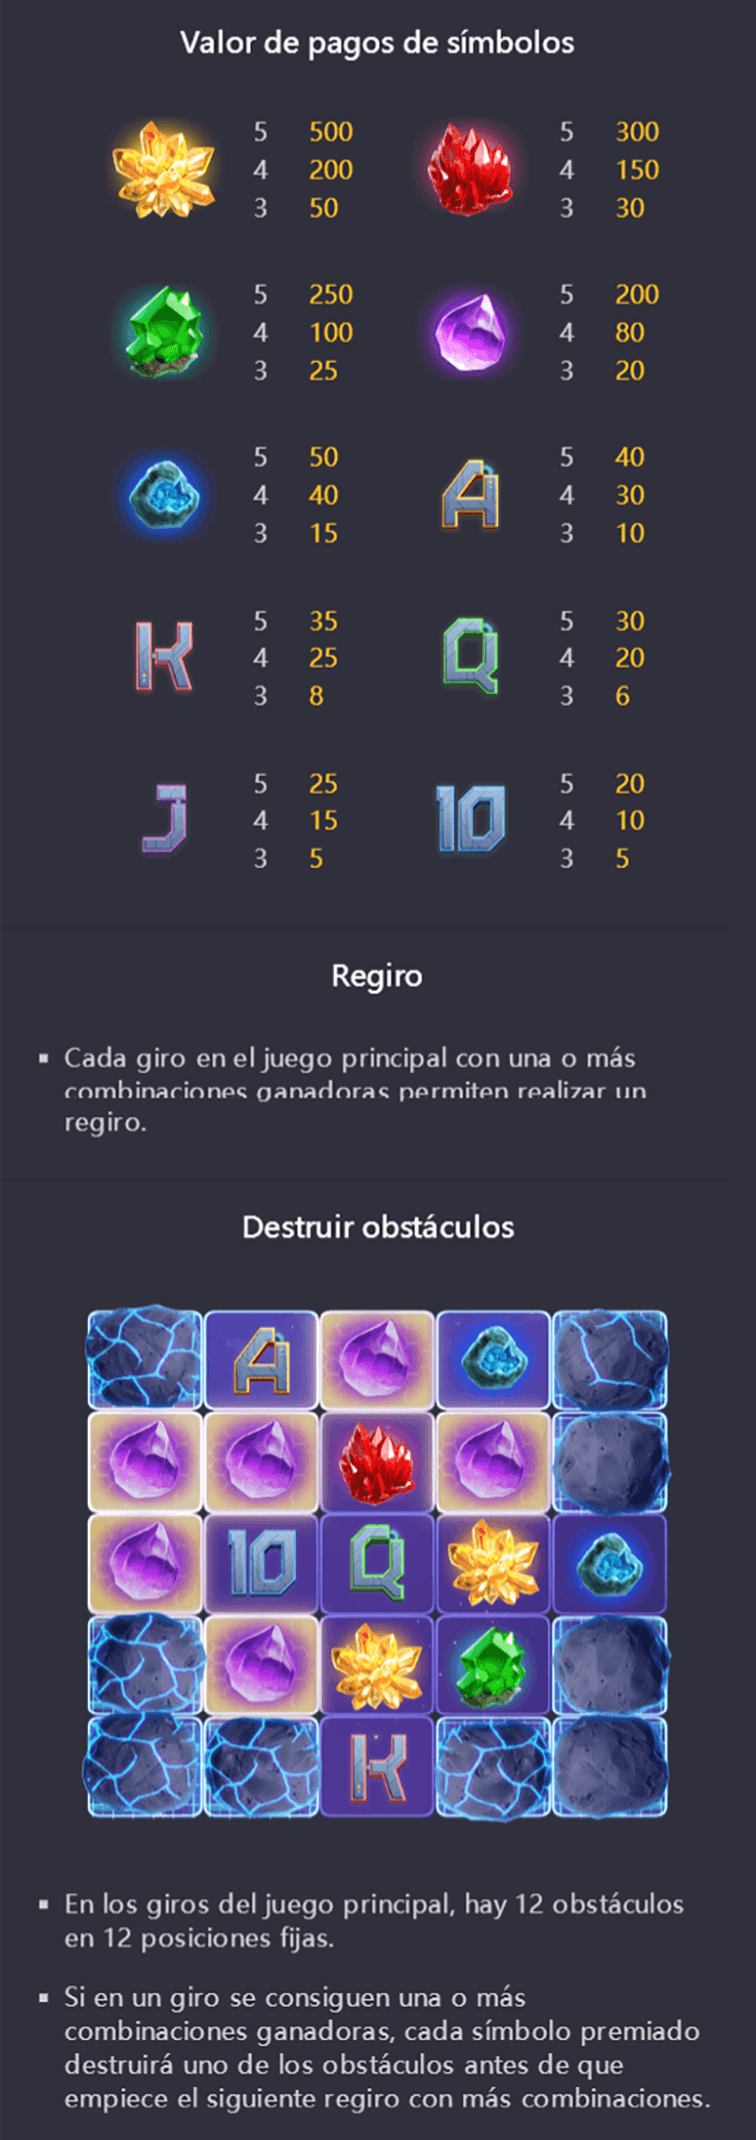 Valor de pagos de símbolos
5 500 5 300
4 200 4 150
3 50 3 30
5 250 5 200
4 100 4 80
3 25 3 20
5 50 A 5 40
4 40 4 30
3 15 3 10
K 5 35 Q 5 30
4 25 4 20
3 8 3 6
J 5 25 10 5 20
4 15 4 10
3 5 3 5
Regiro
▪ Cada giro en el juego principal con una o más
combinaciones ganadoras permiten realizar un
regiro.
Destruir obstáculos
A
10 Q
K
▪ En los giros del juego principal, hay 12 obstáculos
en 12 posiciones fijas.
▪ Si en un giro se consiguen una o más
combinaciones ganadoras, cada símbolo premiado
destruirá uno de los obstáculos antes de que
empiece el siguiente regiro con más combinaciones.